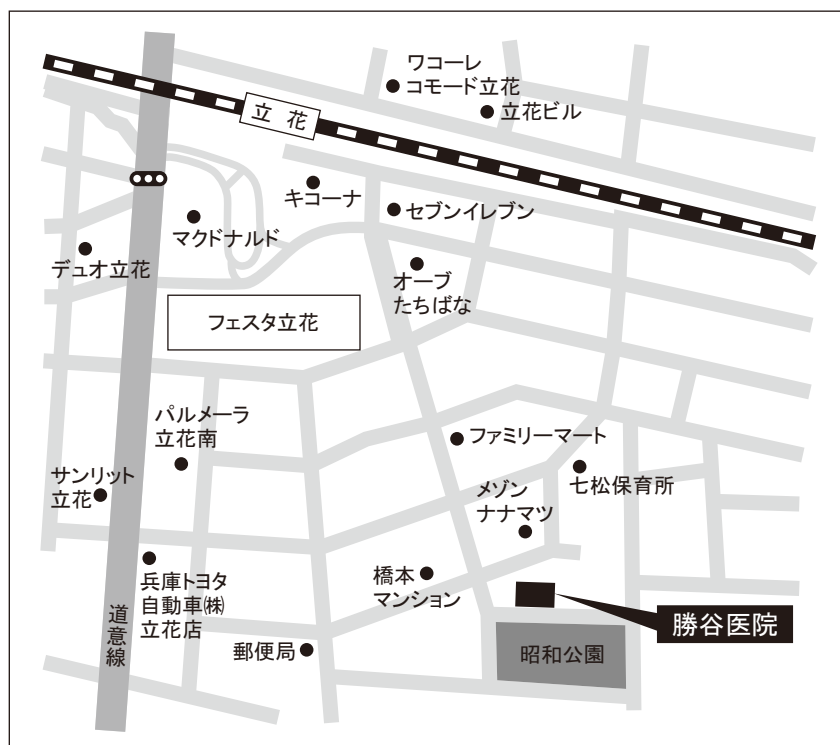 ワコーレ
コモード立花
立花ビル
立花
キコーナ
セブンイレブン
マクドナルド
デュオ立花
オーブ
たちばな
フェスタ立花
パルメーラ
立花南
ファミリーマート
サンリット
立花
メゾン
ナナマツ
七松保育所
兵庫トヨタ
自動車㈱
立花店
橋本
マンション
道意線
勝谷医院
郵便局
昭和公園